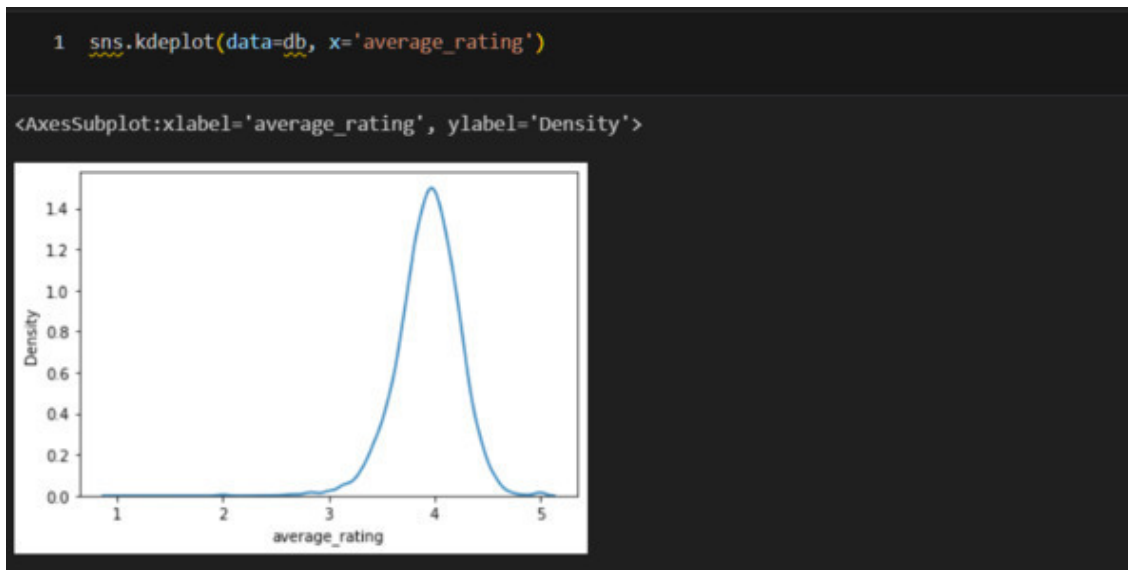 1 sns.kdeplot(data=db, x='average_rating')
<AxesSubplot:xlabel='average_rating', ylabel='Density'>
1.4
1.2
1.0
0.8
0.6
0.4
0.2
0.0
Density
1 2 3 4 5
average_rating